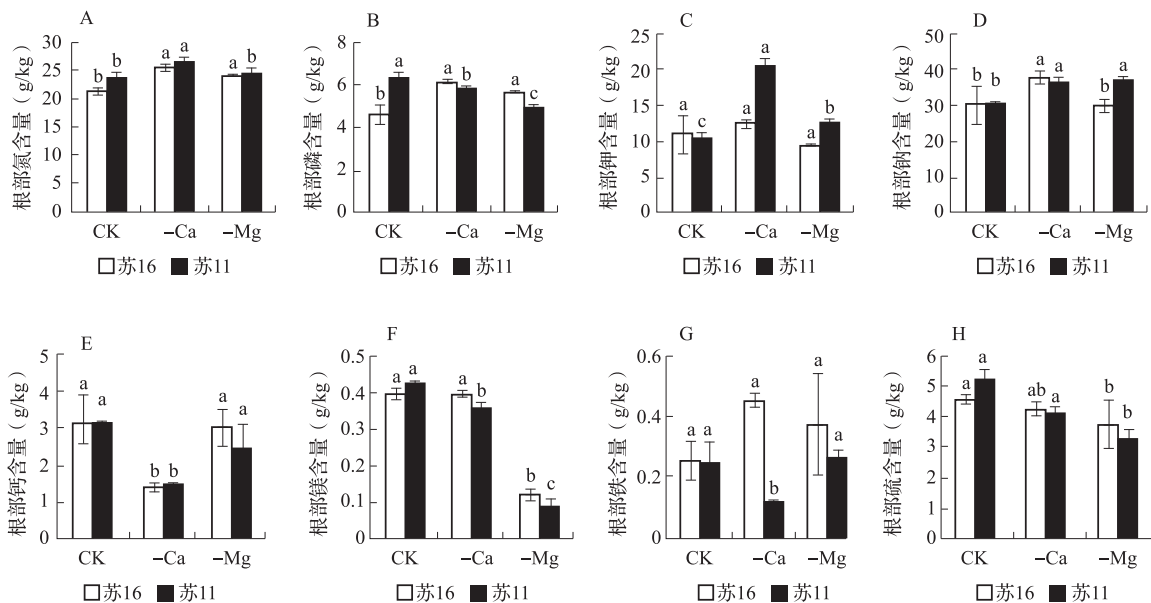 A
根部氮含量（g/kg）
30
25
20
15
10
5
0
b
b
a
a
a
b
CK
−Ca
−Mg
苏16
苏11
B
根部磷含量（g/kg）
8
6
4
2
0
b
a
a
b
a
c
CK
−Ca
−Mg
苏16
苏11
C
根部钾含量（g/kg）
25
20
15
10
5
0
a
c
a
a
a
b
CK
−Ca
−Mg
苏16
苏11
D
根部钠含量（g/kg）
50
40
30
20
10
0
b
b
a
a
b
a
CK
−Ca
−Mg
苏16
苏11
E
根部钙含量（g/kg）
5
4
3
2
1
0
a
a
b
b
a
a
CK
−Ca
−Mg
苏16
苏11
F
根部镁含量（g/kg）
0.5
0.4
0.3
0.2
0.1
0
a
a
a
b
b
c
CK
−Ca
−Mg
苏16
苏11
G
根部铁含量（g/kg）
0.6
0.4
0.2
0
a
a
a
b
a
a
CK
−Ca
−Mg
苏16
苏11
H
根部硫含量（g/kg）
6
5
4
3
2
1
0
a
a
ab
a
b
b
CK
−Ca
−Mg
苏16
苏11